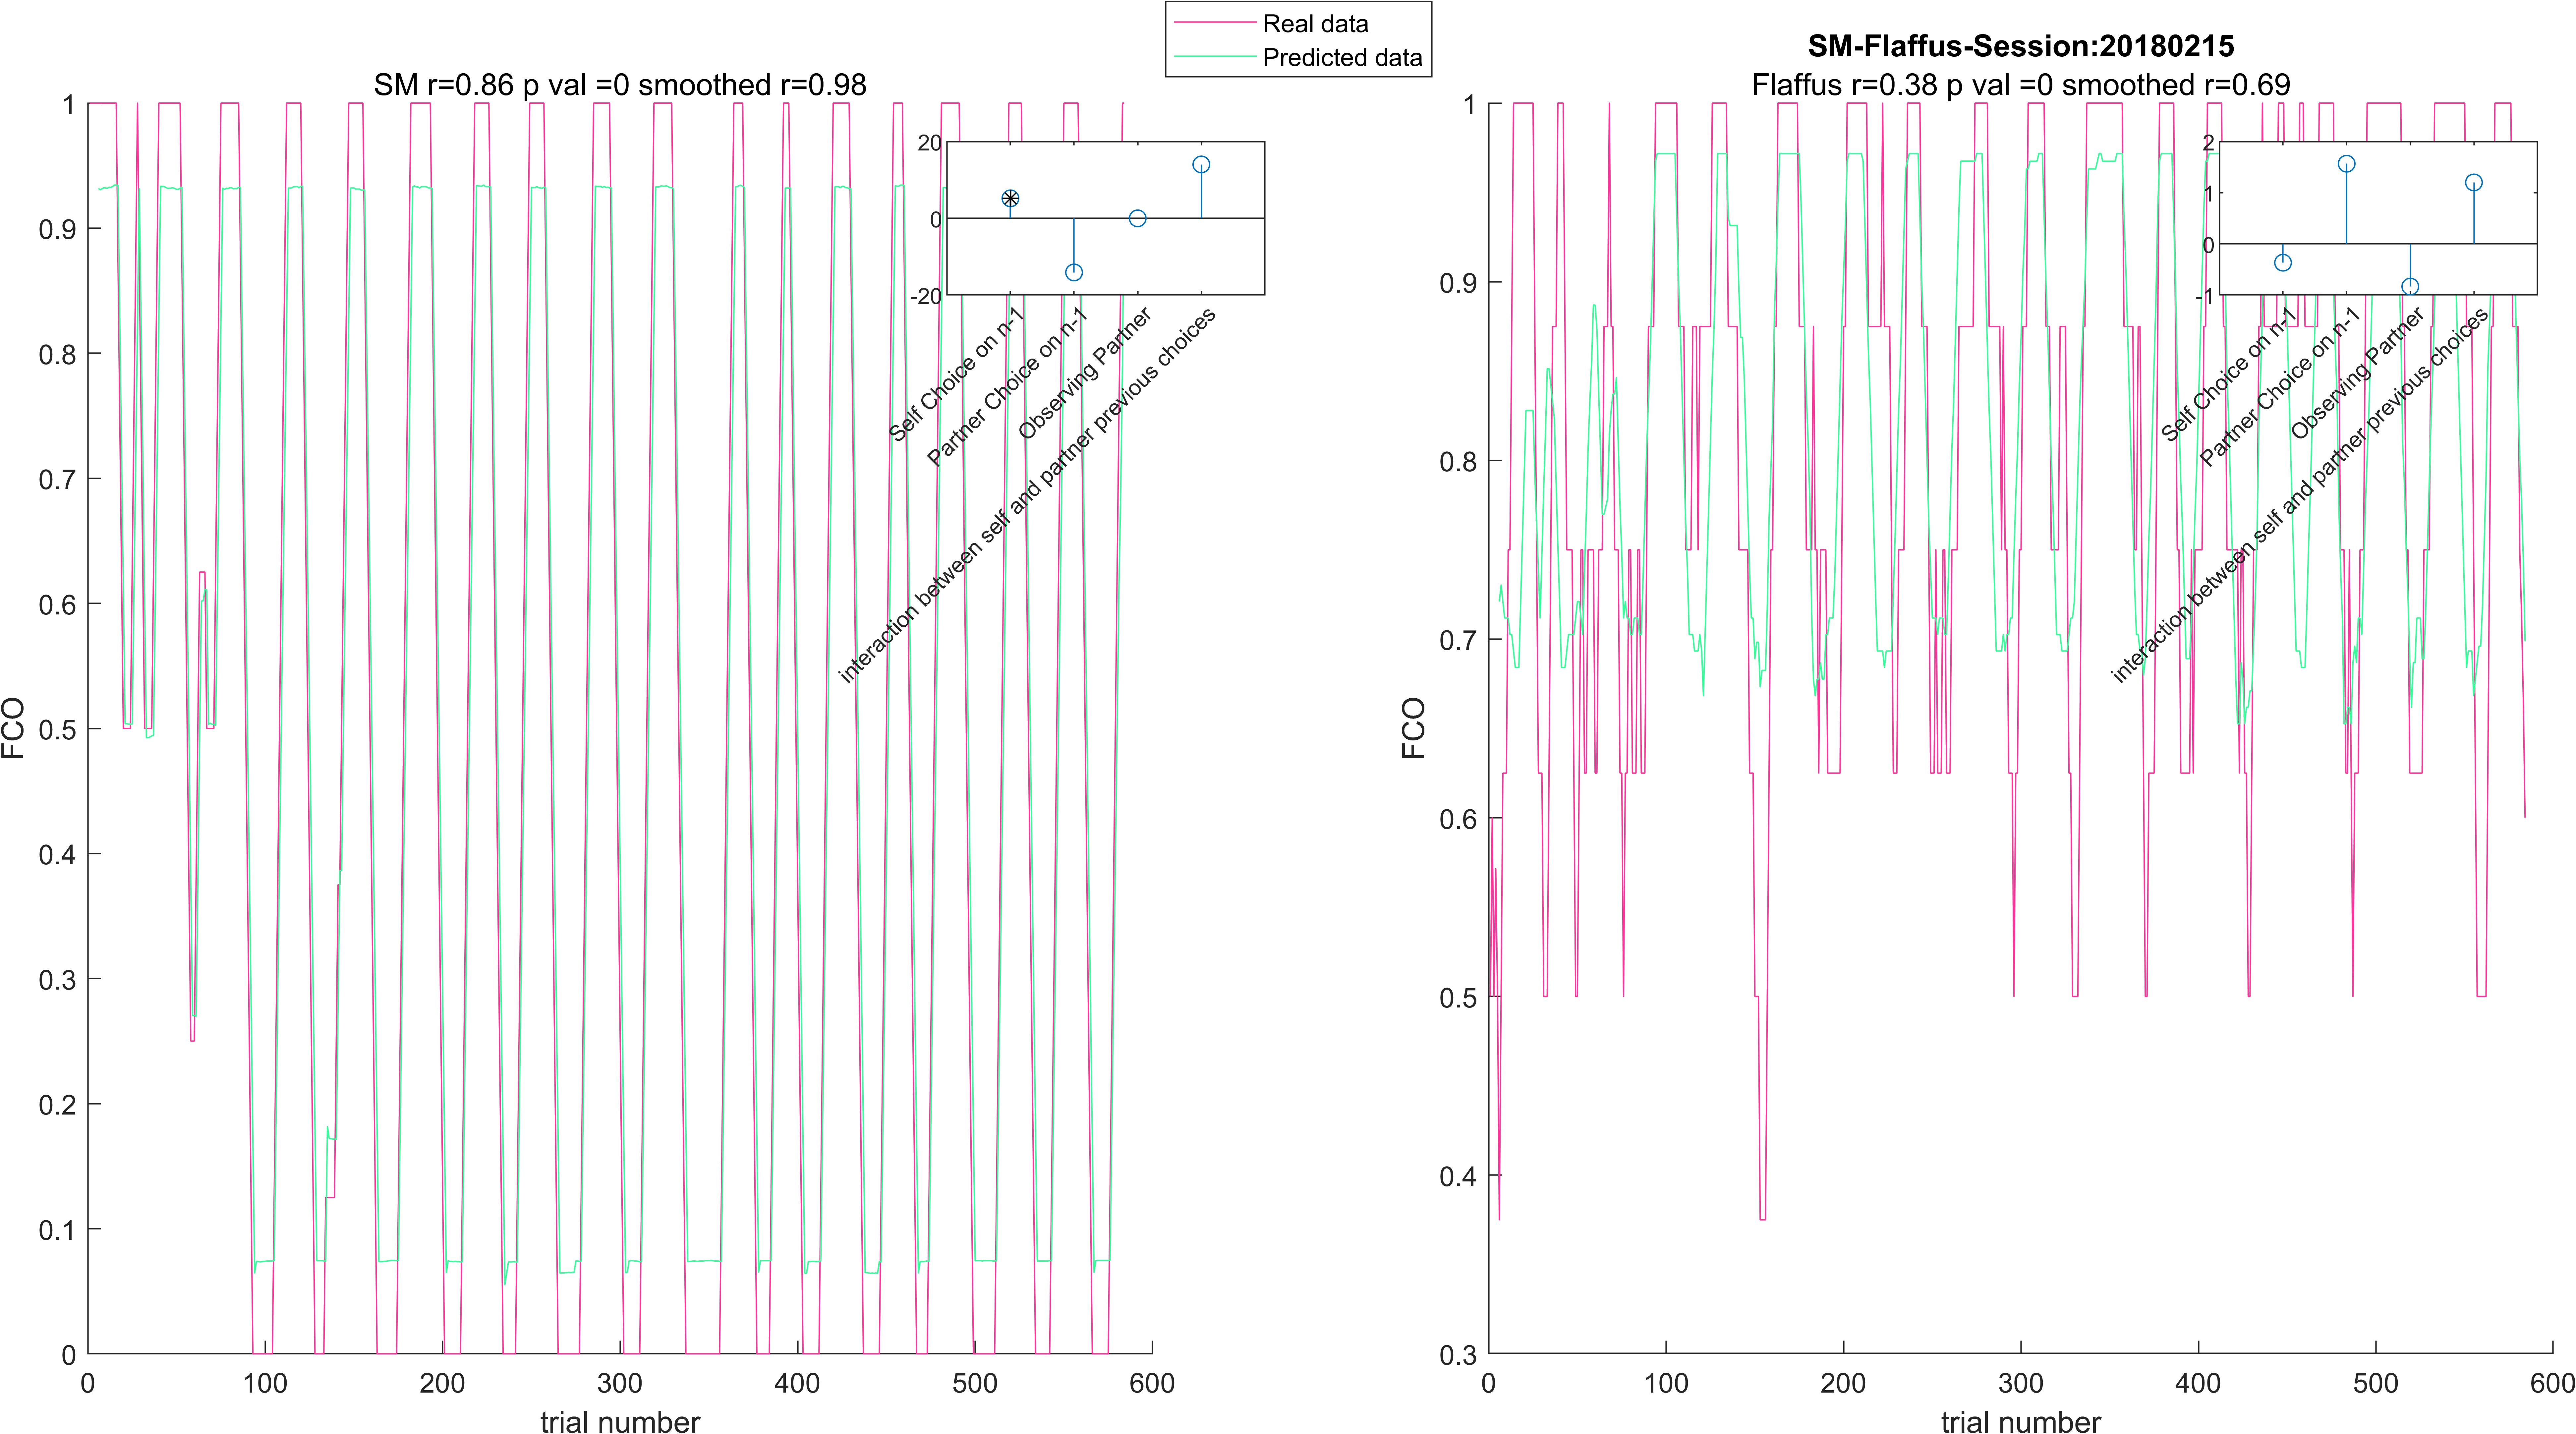 Real data
Predicted data
SM r=0.86 p val =0 smoothed r=0.98
1
0.9
0.8
0.7
0.6
0.5
0.4
0.3
0.2
0.1
0
FCO
0
100
200
300
400
500
600
trial number
20
0
-20
Self Choice on n-1
Partner Choice on n-1
Observing Partner
interaction between self and partner previous choices
SM-Flaffus-Session:20180215
Flaffus r=0.38 p val =0 smoothed r=0.69
1
0.9
0.8
0.7
0.6
0.5
0.4
0.3
FCO
0
100
200
300
400
500
600
trial number
2
1
0
-1
Self Choice on n-1
Partner Choice on n-1
Observing Partner
interaction between self and partner previous choices